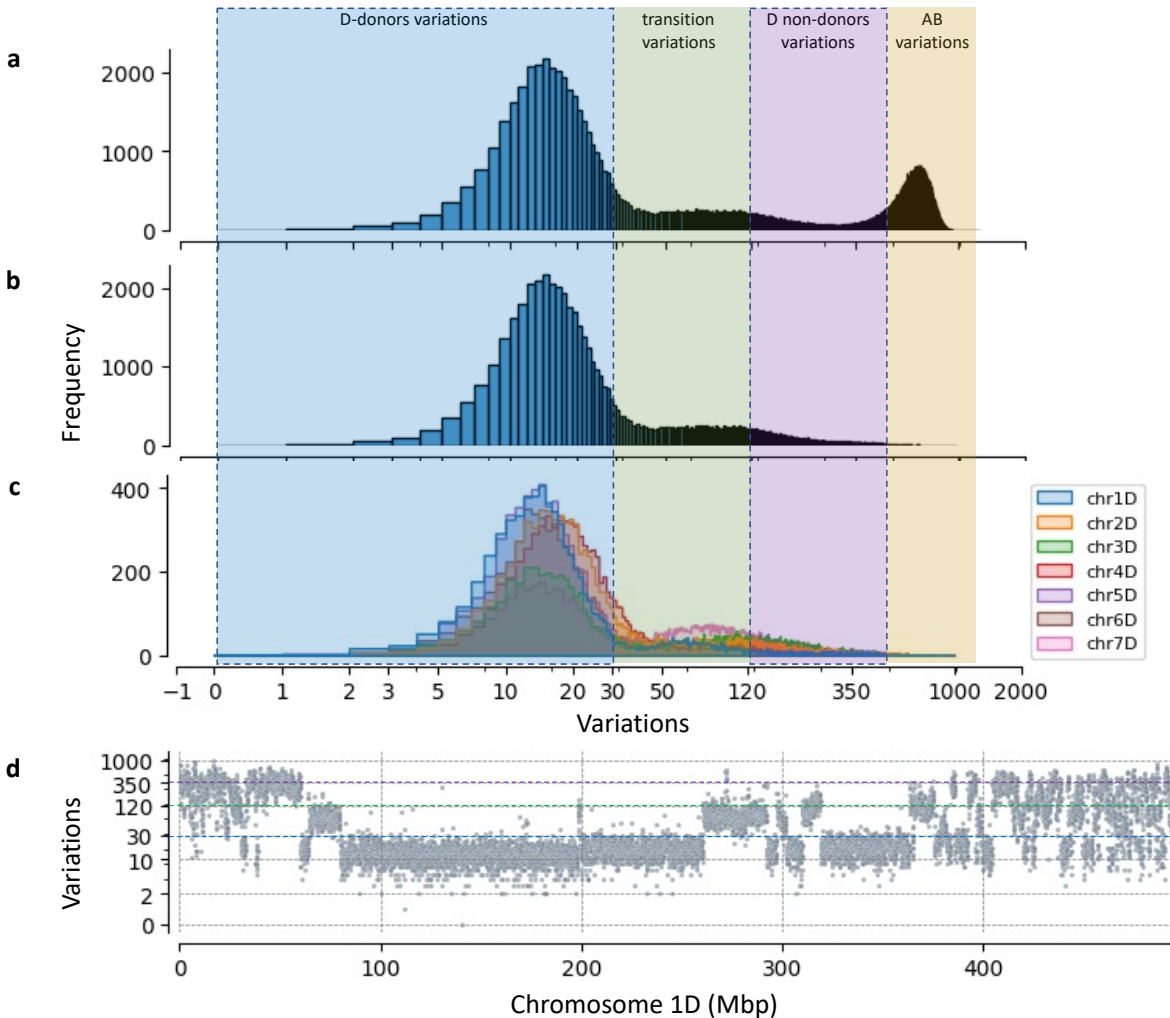 D-donors variations
transition
variations
D non-donors
variations
AB
variations
a
2000
1000
0
b
2000
1000
0
Frequency
c
400
200
0
chr1D
chr2D
chr3D
chr4D
chr5D
chr6D
chr7D
−1 0 1 2 3 5 10 20 30 50 120 350 1000 2000
Variations
d
1000
350
120
30
10
2
0
Variations
0 100 200 300 400
Chromosome 1D (Mbp)